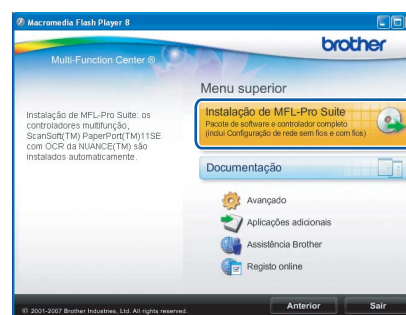 Macromedia Flash Player 8
brother
Multi-Function Center ®
Menu superior
Instalação de MFL-Pro Suite: os
controladores multifunção,
ScanSoft(TM) PaperPort(TM)11SE
com OCR da NUANCE(TM) são
instalados automaticamente.
Instalação de MFL-Pro Suite
Pacote de software e controlador completo
(inclui Configuração de rede sem fios e com fios)
Documentação
Avançado
Aplicações adicionais
Assistência Brother
Registo online
© 2001-2007 Brother Industries, Ltd. All rights reserved.
Anterior
Sair